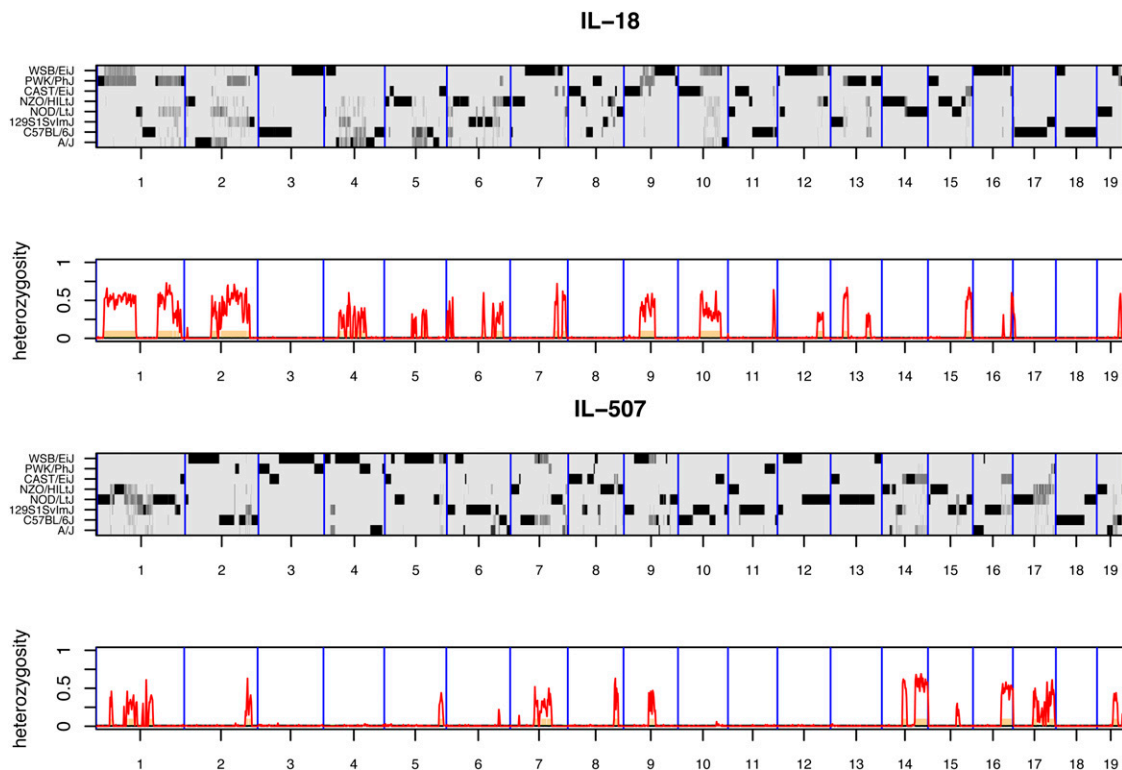 IL−18
WSB/EiJ
PWK/PhJ
CAST/EiJ
NZO/HILtJ
NOD/LtJ
129S1SvImJ
C57BL/6J
A/J
1 2 3 4 5 6 7 8 9 10 11 12 13 14 15 16 17 18 19
heterozygosity
1
0.5
0
1 2 3 4 5 6 7 8 9 10 11 12 13 14 15 16 17 18 19
IL−507
WSB/EiJ
PWK/PhJ
CAST/EiJ
NZO/HILtJ
NOD/LtJ
129S1SvImJ
C57BL/6J
A/J
1 2 3 4 5 6 7 8 9 10 11 12 13 14 15 16 17 18 19
heterozygosity
1
0.5
0
1 2 3 4 5 6 7 8 9 10 11 12 13 14 15 16 17 18 19